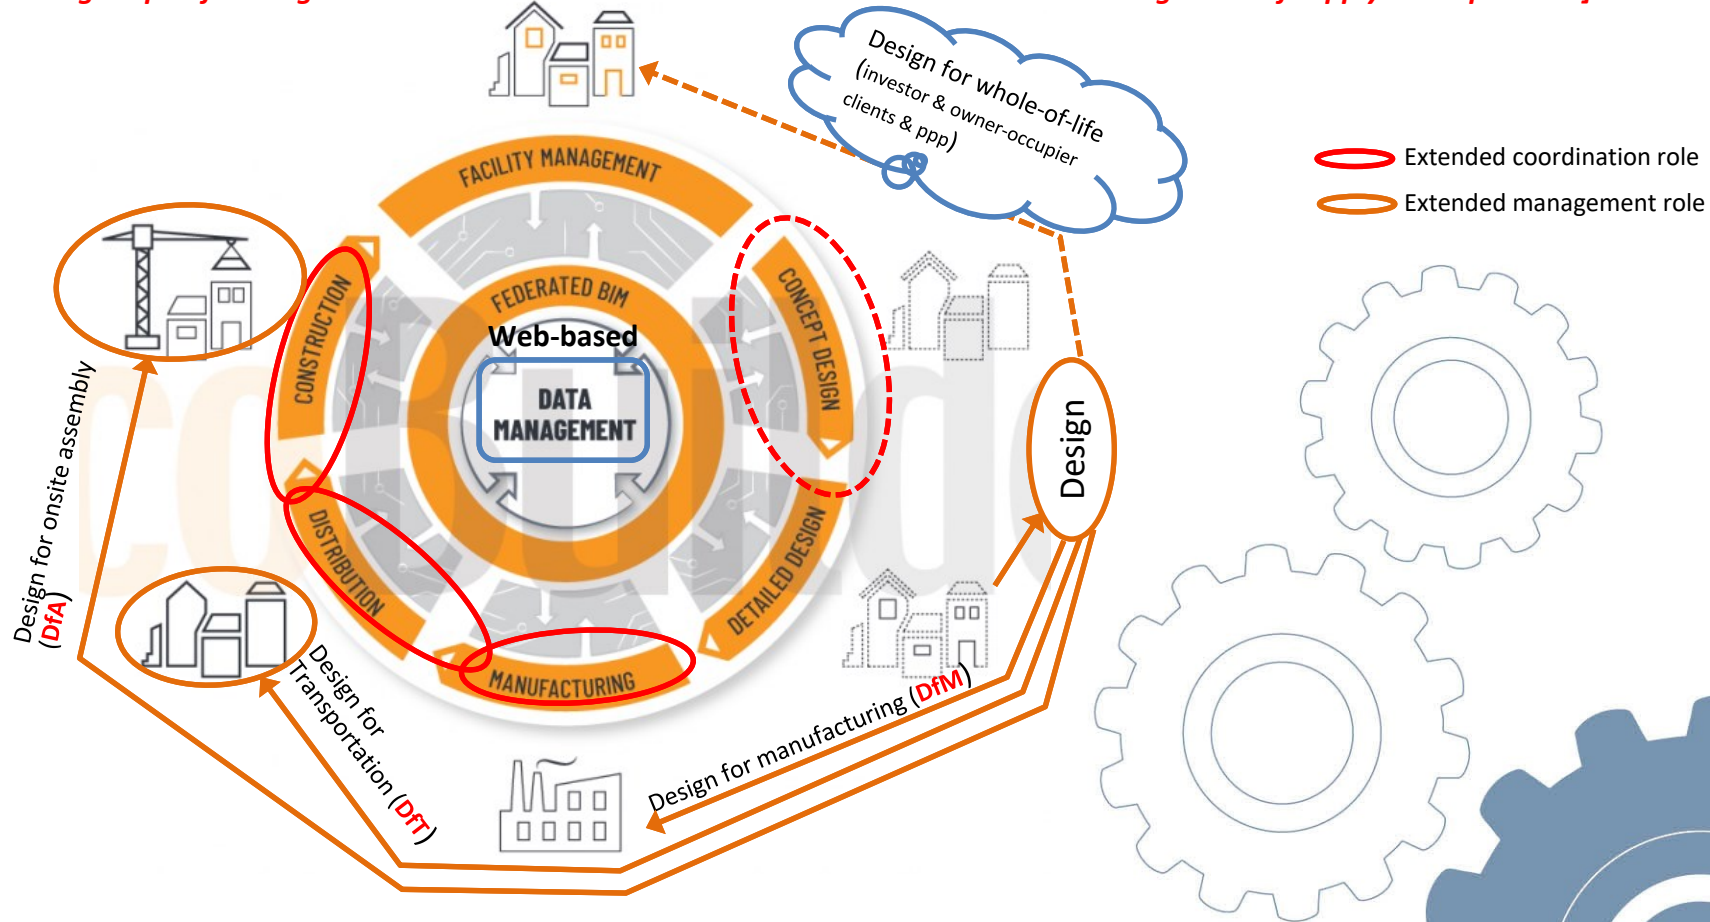 Design for whole-of-life
(investor & owner-occupier
clients & ppp)
Extended coordination role
Extended management role
FACILITY MANAGEMENT
CONCEPT DESIGN
DETAILED DESIGN
MANUFACTURING
DISTRIBUTION
CONSTRUCTION
FEDERATED BIM
Web-based
DATA
MANAGEMENT
Design
Design for onsite assembly
(DfA)
Design for
Transportation (DfT)
Design for manufacturing (DfM)